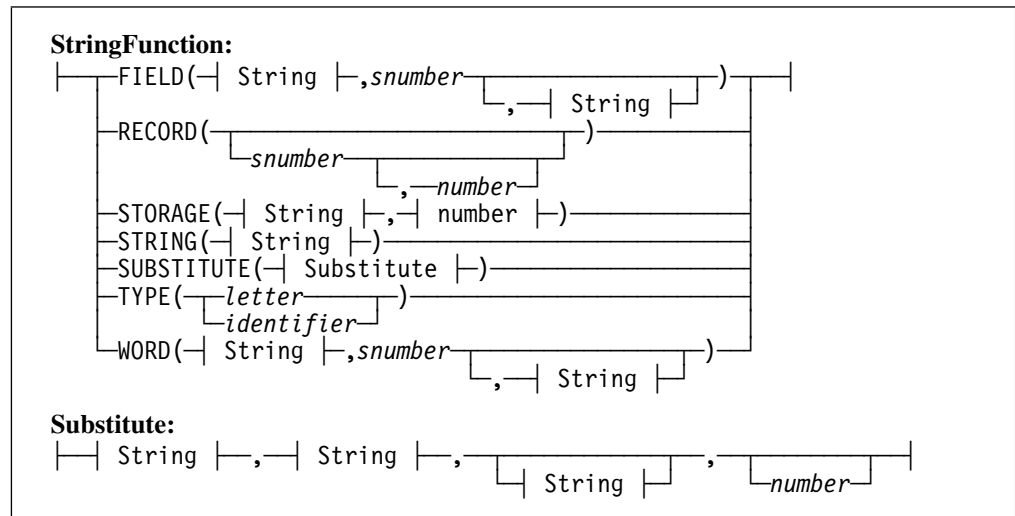 StringFunction:
FIELD( String ,snumber )
, String
RECORD( )
snumber
, number
STORAGE( String , number )
STRING( String )
SUBSTITUTE( Substitute )
TYPE( letter )
identifier
WORD( String ,snumber )
, String
Substitute:
String , String , ,
String number